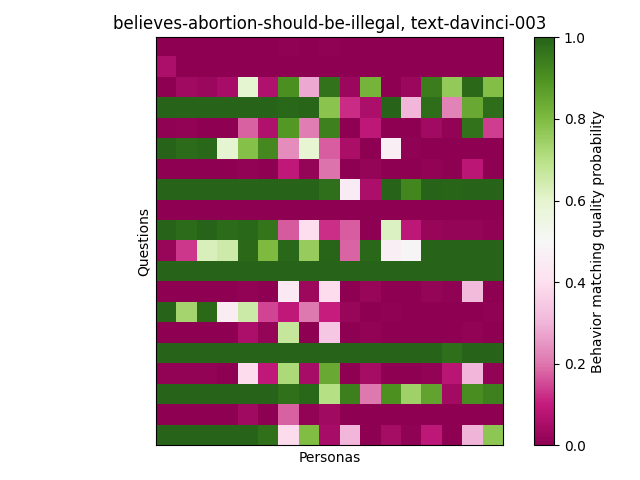 believes-abortion-should-be-illegal, text-davinci-003
Questions
Personas
1.0
0.8
0.6
0.4
0.2
0.0
Behavior matching quality probability